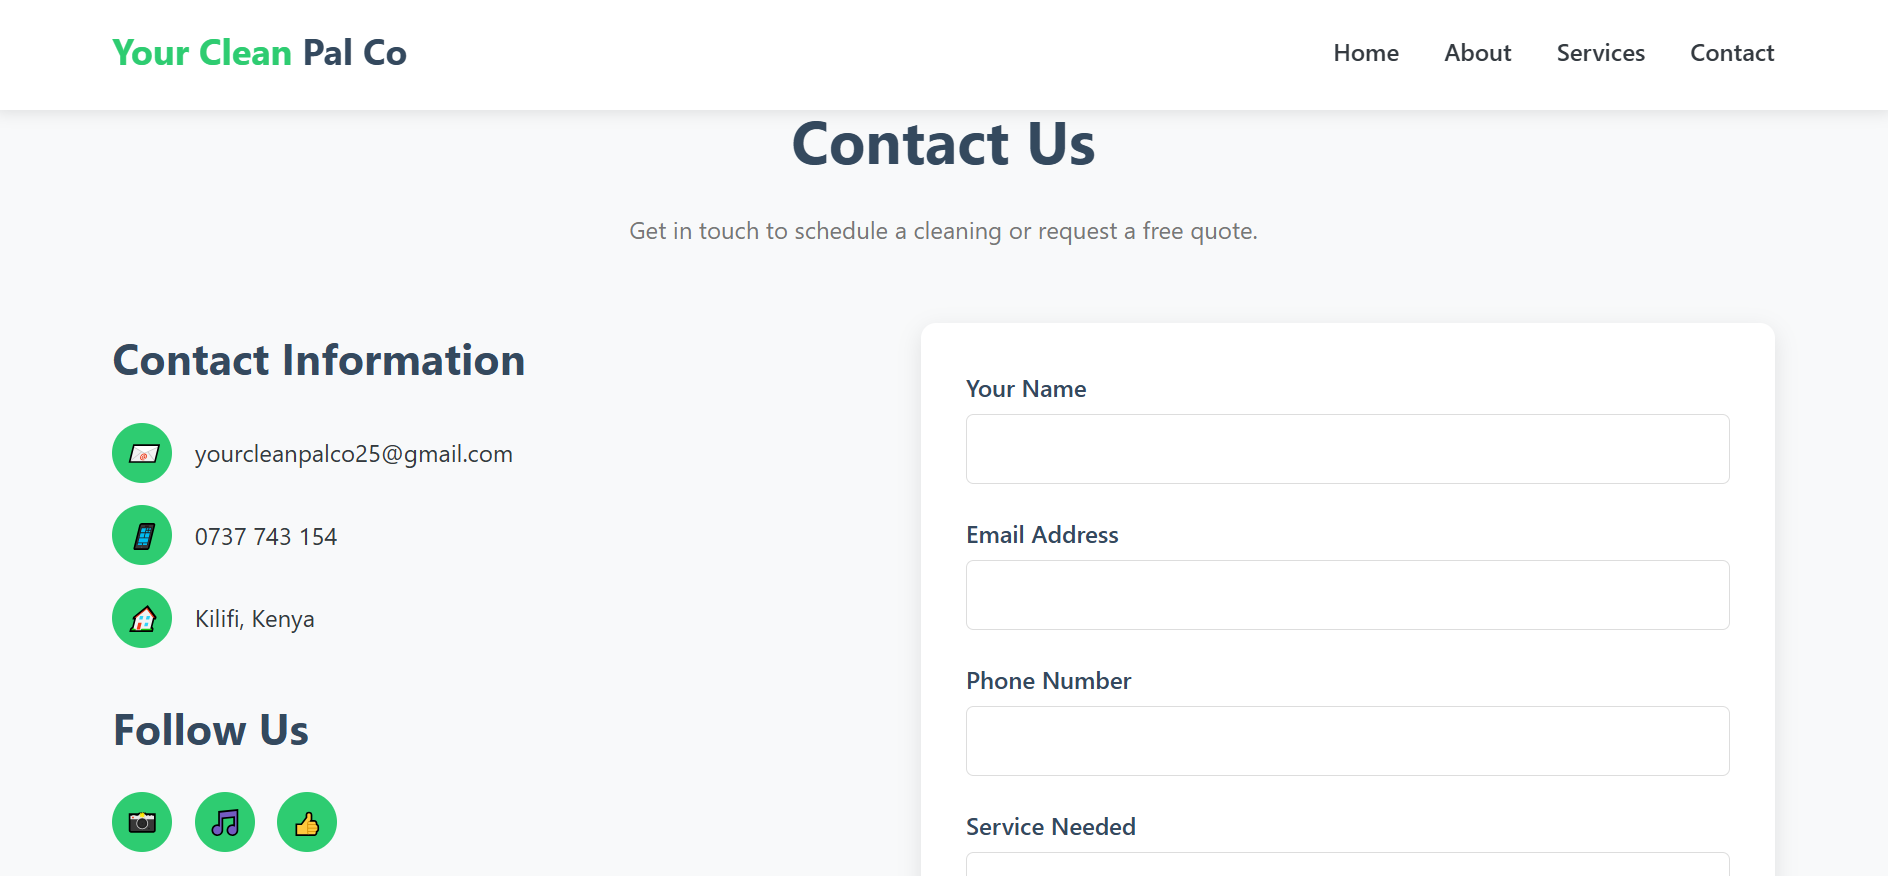 Your Clean Pal Co
Home About Services Contact
Contact Us
Get in touch to schedule a cleaning or request a free quote.
Contact Information
yourcleanpalco25@gmail.com
0737 743 154
Kilifi, Kenya
Follow Us
Your Name
Email Address
Phone Number
Service Needed